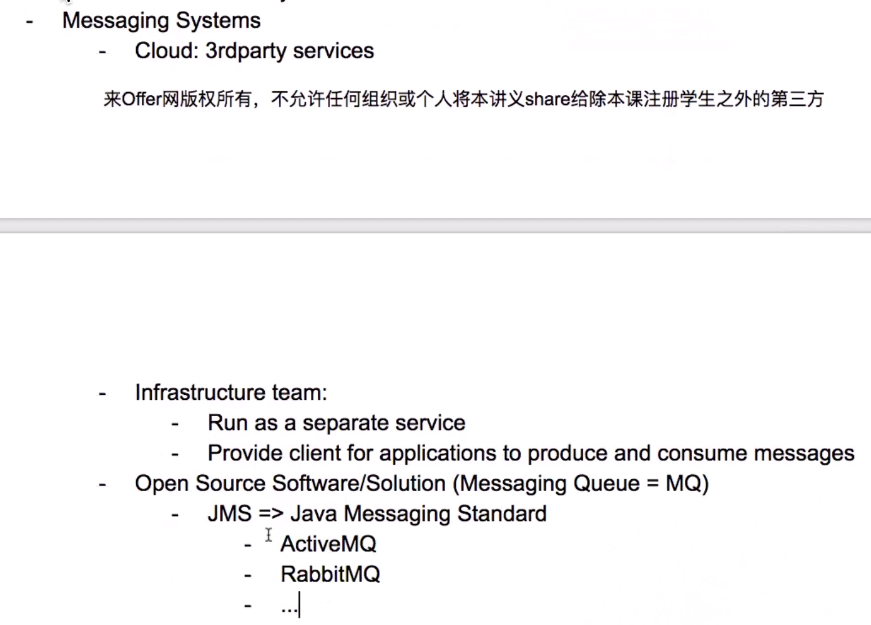 - Messaging Systems
- Cloud: 3rdparty services
来Offer网版权所有，不允许任何组织或个人将本讲义share给除本课注册学生之外的第三方
- Infrastructure team:
- Run as a separate service
- Provide client for applications to produce and consume messages
- Open Source Software/Solution (Messaging Queue = MQ)
- JMS => Java Messaging Standard
- ActiveMQ
- RabbitMQ
- ...